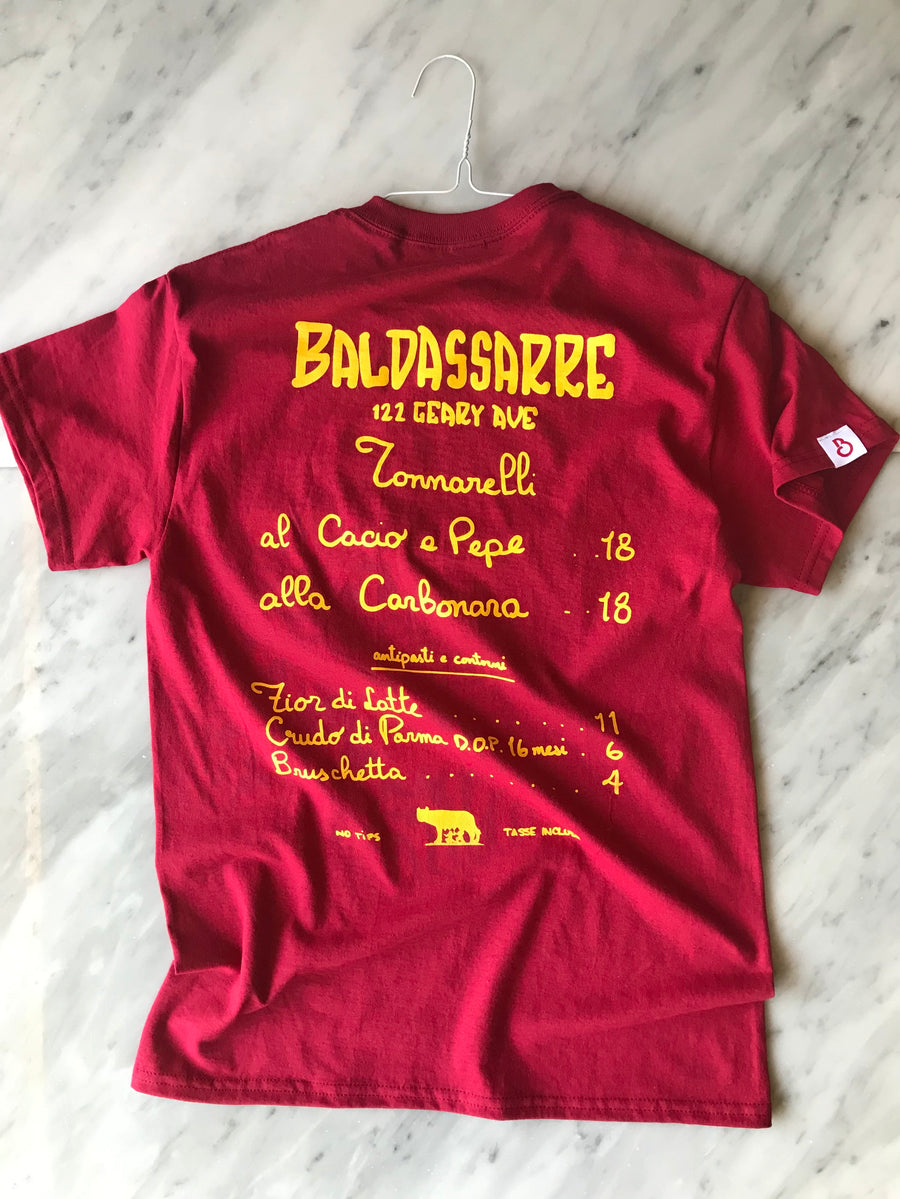 BALDASSARRE
122 GEARY AVE
Tonnarelli
al Cacio e Pepe . . . 18
alla Carbonara - . 18
antipasti e contorni
Fior di Latte . . . . . . . . . 11
Crudo di Parma D.O.P. 16 mesi . 6
Bruschetta . . . . . . . . . . 4
NO TIPS TASSE
B